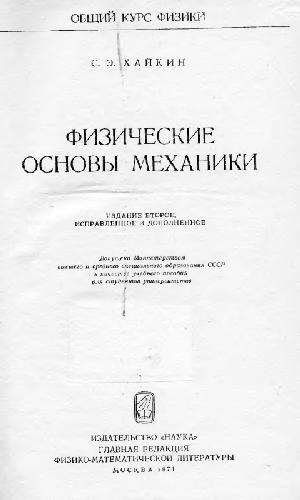 ОБЩИЙ КУРС ФИЗИКИ
С. Э. ХАЙКИН
ФИЗИЧЕСКИЕ
ОСНОВЫ МЕХАНИКИ
ИЗДАНИЕ ВТОРОЕ,
ИСПРАВЛЕННОЕ И ДОПОЛНЕННОЕ
Допущено Министерством
высшего и среднего специального образования СССР
в качестве учебного пособия
для студентов университетов
ИЗДАТЕЛЬСТВО «НАУКА»
ГЛАВНАЯ РЕДАКЦИЯ
ФИЗИКО-МАТЕМАТИЧЕСКОЙ ЛИТЕРАТУРЫ
МОСКВА 1971